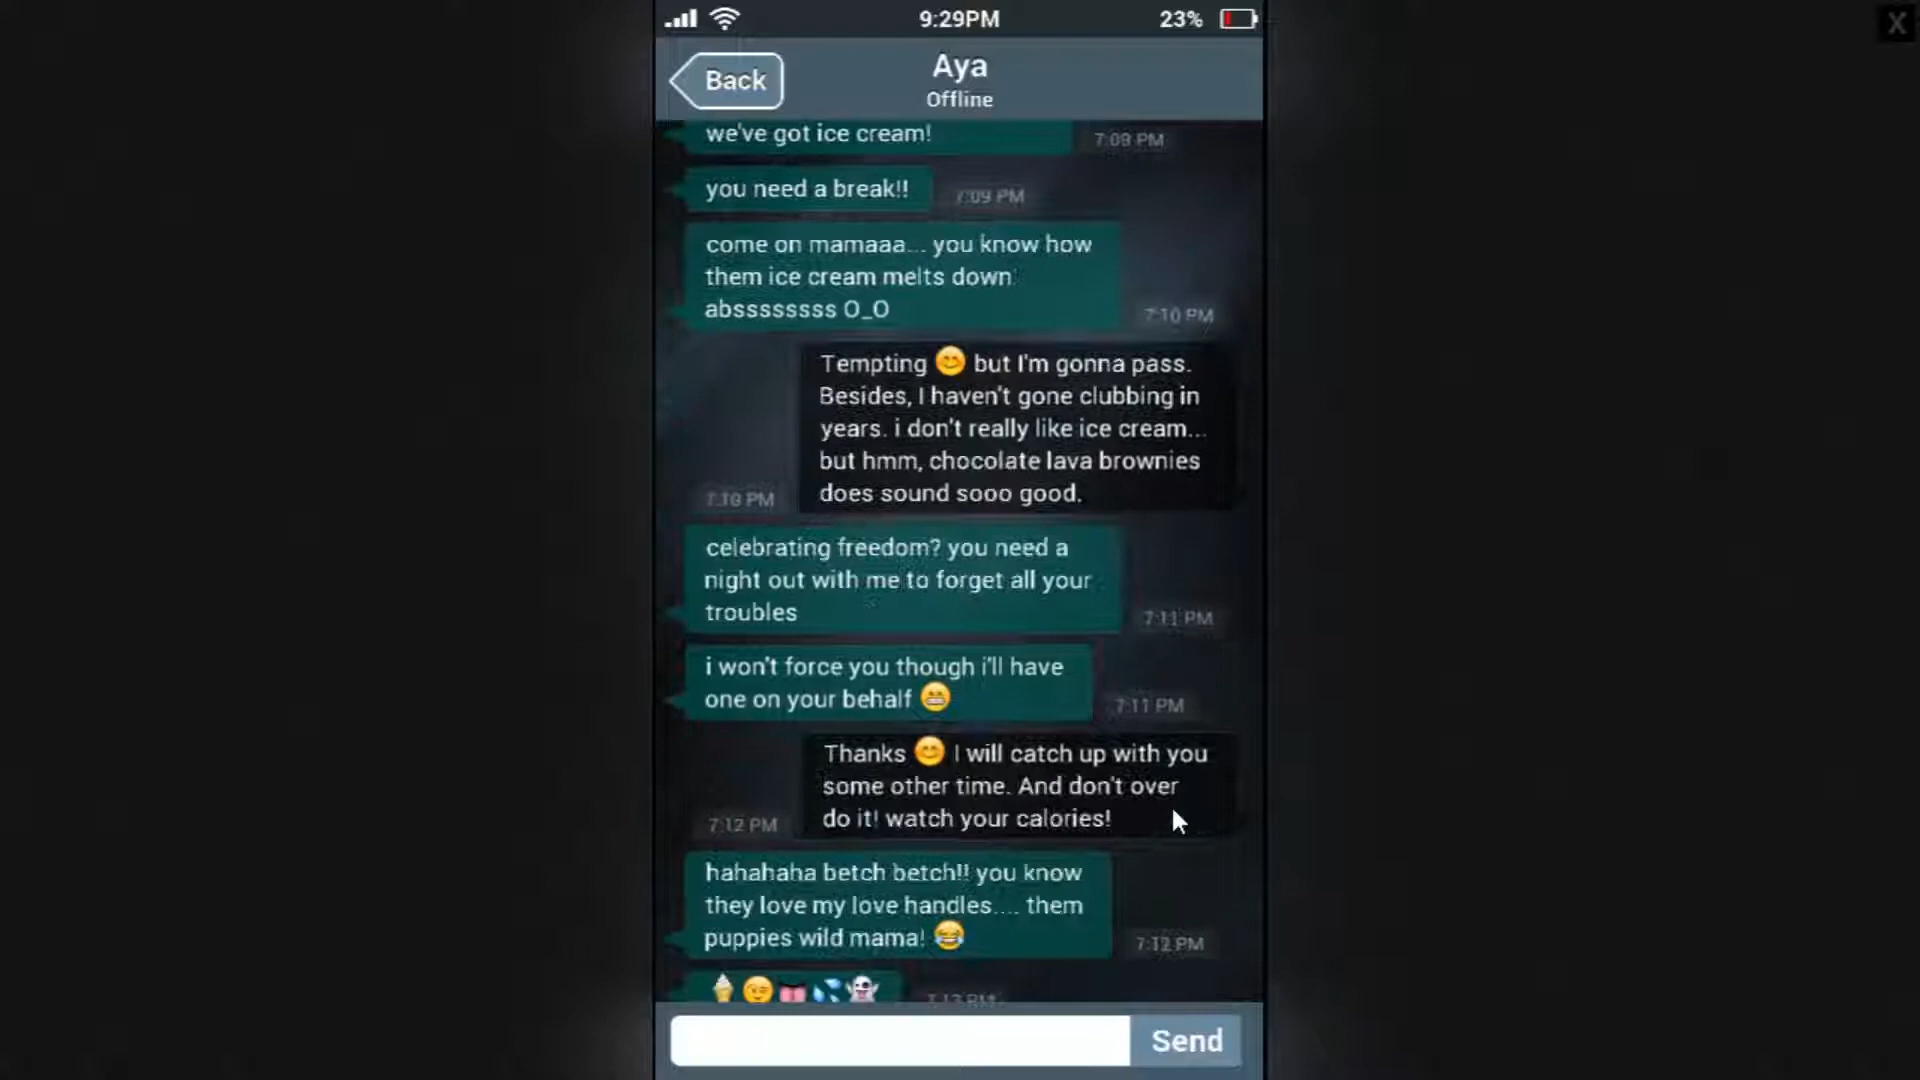 9:29PM
23%
X
Back
Aya
Offline
we've got ice cream!
7:09 PM
you need a break!!
7:09 PM
come on mamaaa... you know how
them ice cream melts down
abssssssss O_O
7:10 PM
Tempting 😊 but I'm gonna pass.
Besides, I haven't gone clubbing in
years. i don't really like ice cream...
but hmm, chocolate lava brownies
does sound sooo good.
7:10 PM
celebrating freedom? you need a
night out with me to forget all your
troubles
7:11 PM
i won't force you though i'll have
one on your behalf 😁
7:11 PM
Thanks 😊 I will catch up with you
some other time. And don't over
do it! watch your calories!
7:12 PM
hahahaha betch betch!! you know
they love my love handles.... them
puppies wild mama! 😂
7:12 PM
🍦😉👅💦👻
7:13 PM
Send